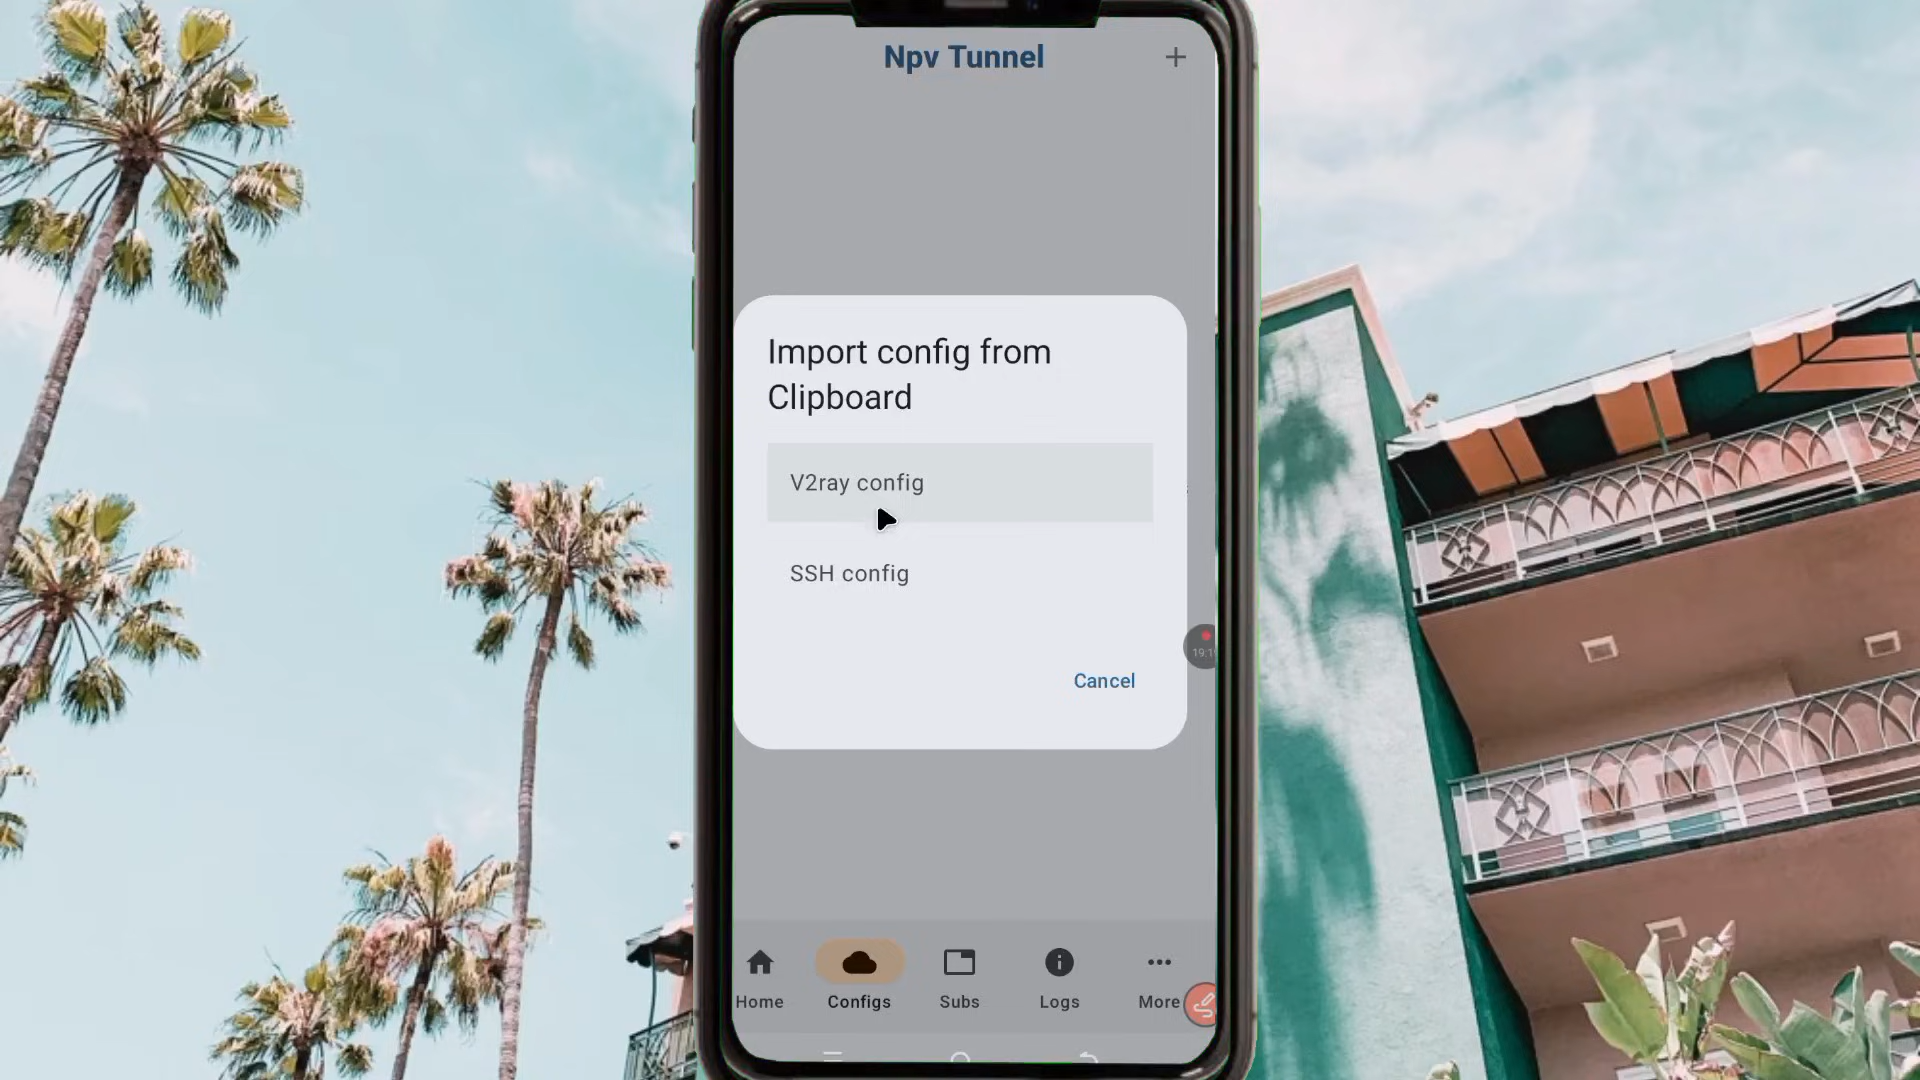 Npv Tunnel
Import config from
Clipboard
V2ray config
SSH config
Cancel
Home
Configs
Subs
Logs
More